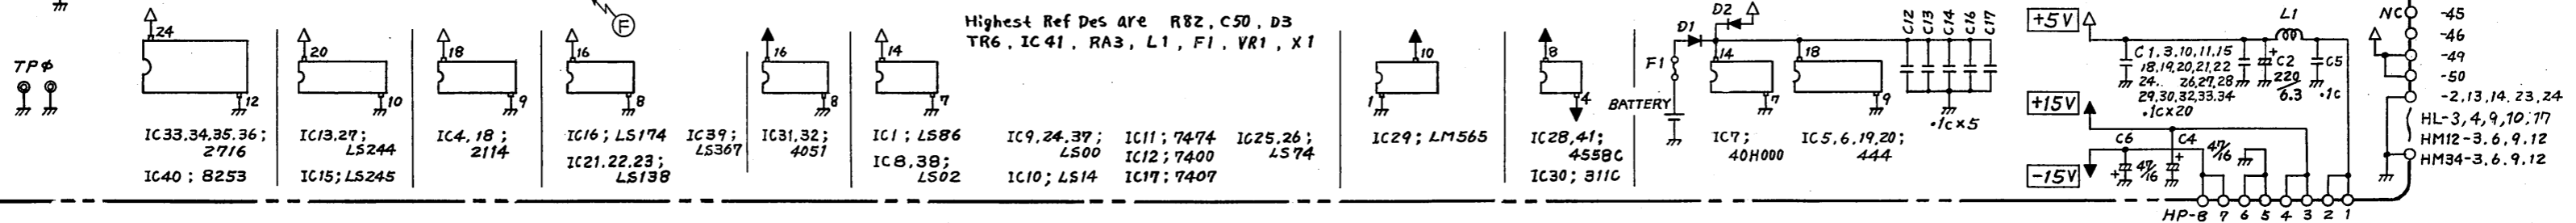 TPφ
24
12
IC33,34,35,36;
2716
IC40; 8253
20
10
IC13,27;
LS244
IC15; LS245
18
9
IC4,18;
2114
16
8
F
IC16; LS174
IC21,22,23;
LS138
IC39;
LS367
16
8
IC31,32;
4051
14
7
IC1; LS86
IC8,38;
LS02
Highest Ref Des are R82, C50, D3
TR6, IC41, RA3, L1, F1, VR1, X1
IC9,24,37;
LS00
IC10; LS14
IC11; 7474
IC12; 7400
IC17; 7407
IC25,26;
LS74
10
1
IC29; LM565
8
4
IC28,41;
4558C
IC30; 311C
D2
D1
F1
BATTERY
14
7
IC7;
40H000
18
9
IC5,6,19,20;
444
C12
C13
C14
C16
C17
.1c×5
+5V
L1
C1,3,10,11,15
18,19,20,21,22
24.. 26,27,28
29,30,32,33,34
.1c×20
C2
220
6.3
C5
.1c
+15V
-15V
C6
47/16
C4
47/16
HP-8 7 6 5 4 3 2 1
NC
-45
-46
-49
-50
-2,13,14,23,24
HL-3,4,9,10,17
HM12-3,6,9,12
HM34-3,6,9,12